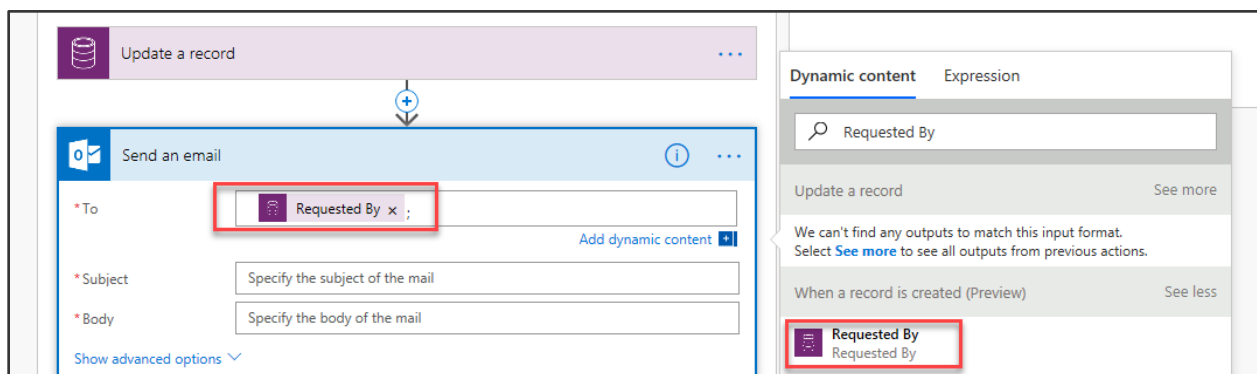 Update a record
Send an email
*To
Requested By x ;
Add dynamic content
*Subject
Specify the subject of the mail
*Body
Specify the body of the mail
Show advanced options
Dynamic content Expression
Requested By
Update a record See more
We can't find any outputs to match this input format.
Select See more to see all outputs from previous actions.
When a record is created (Preview) See less
Requested By
Requested By